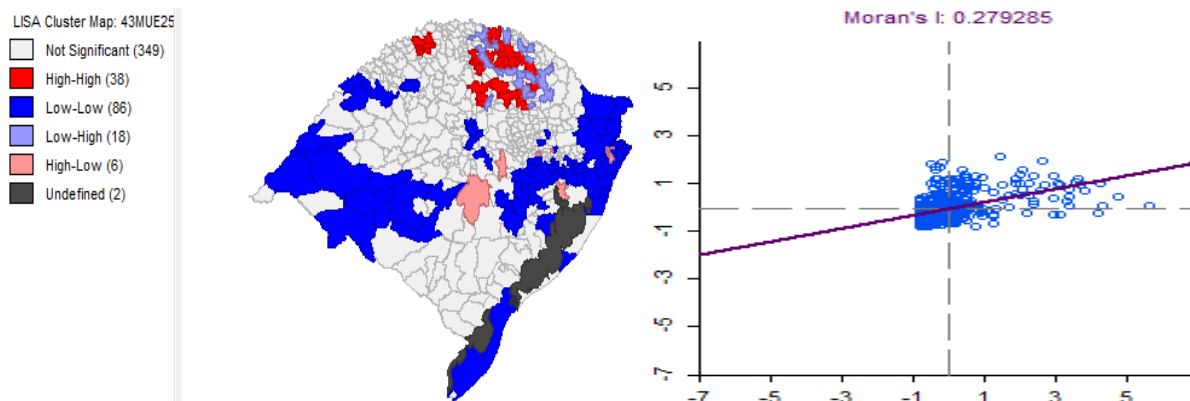 LISA Cluster Map: 43MUE25
Not Significant (349)
High-High (38)
Low-Low (86)
Low-High (18)
High-Low (6)
Undefined (2)
Moran's I: 0.279285
5
3
1
-1
-3
-5
-7
-7 -5 -3 -1 1 3 5